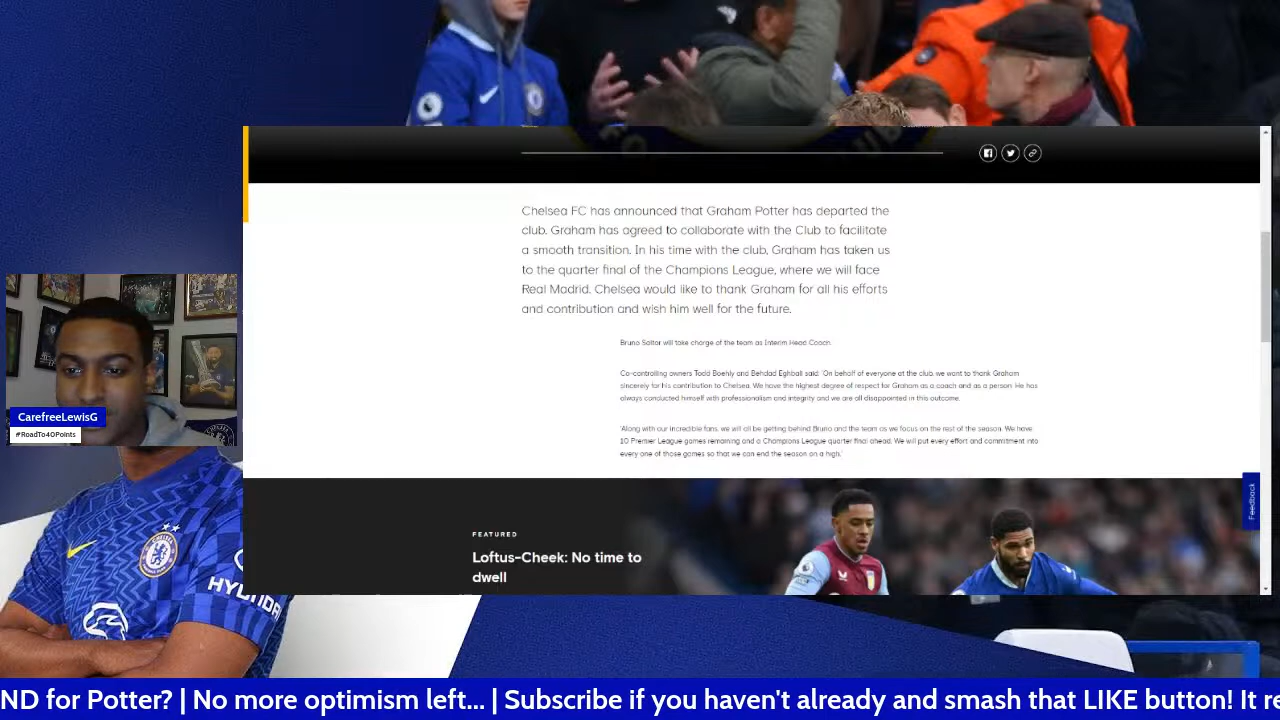 Chelsea FC has announced that Graham Potter has departed the
club. Graham has agreed to collaborate with the Club to facilitate
a smooth transition. In his time with the club, Graham has taken us
to the quarter final of the Champions League, where we will face
Real Madrid. Chelsea would like to thank Graham for all his efforts
and contribution and wish him well for the future.
Bruno Saltor will take charge of the team as Interim Head Coach.
Co-controlling owners Todd Boehly and Behdad Eghbali said: 'On behalf of everyone at the club, we want to thank Graham
sincerely for his contribution to Chelsea. We have the highest degree of respect for Graham as a coach and as a person. He has
always conducted himself with professionalism and integrity and we are all disappointed in this outcome.
'Along with our incredible fans, we will all be getting behind Bruno and the team as we focus on the rest of the season. We have
10 Premier League games remaining and a Champions League quarter final ahead. We will put every effort and commitment into
every one of those games so that we can end the season on a high.'
CarefreeLewisG
#RoadTo40Points
Feedback
FEATURED
Loftus-Cheek: No time to
dwell
HYUNDAI
ND for Potter? | No more optimism left... | Subscribe if you haven't already and smash that LIKE button! It re